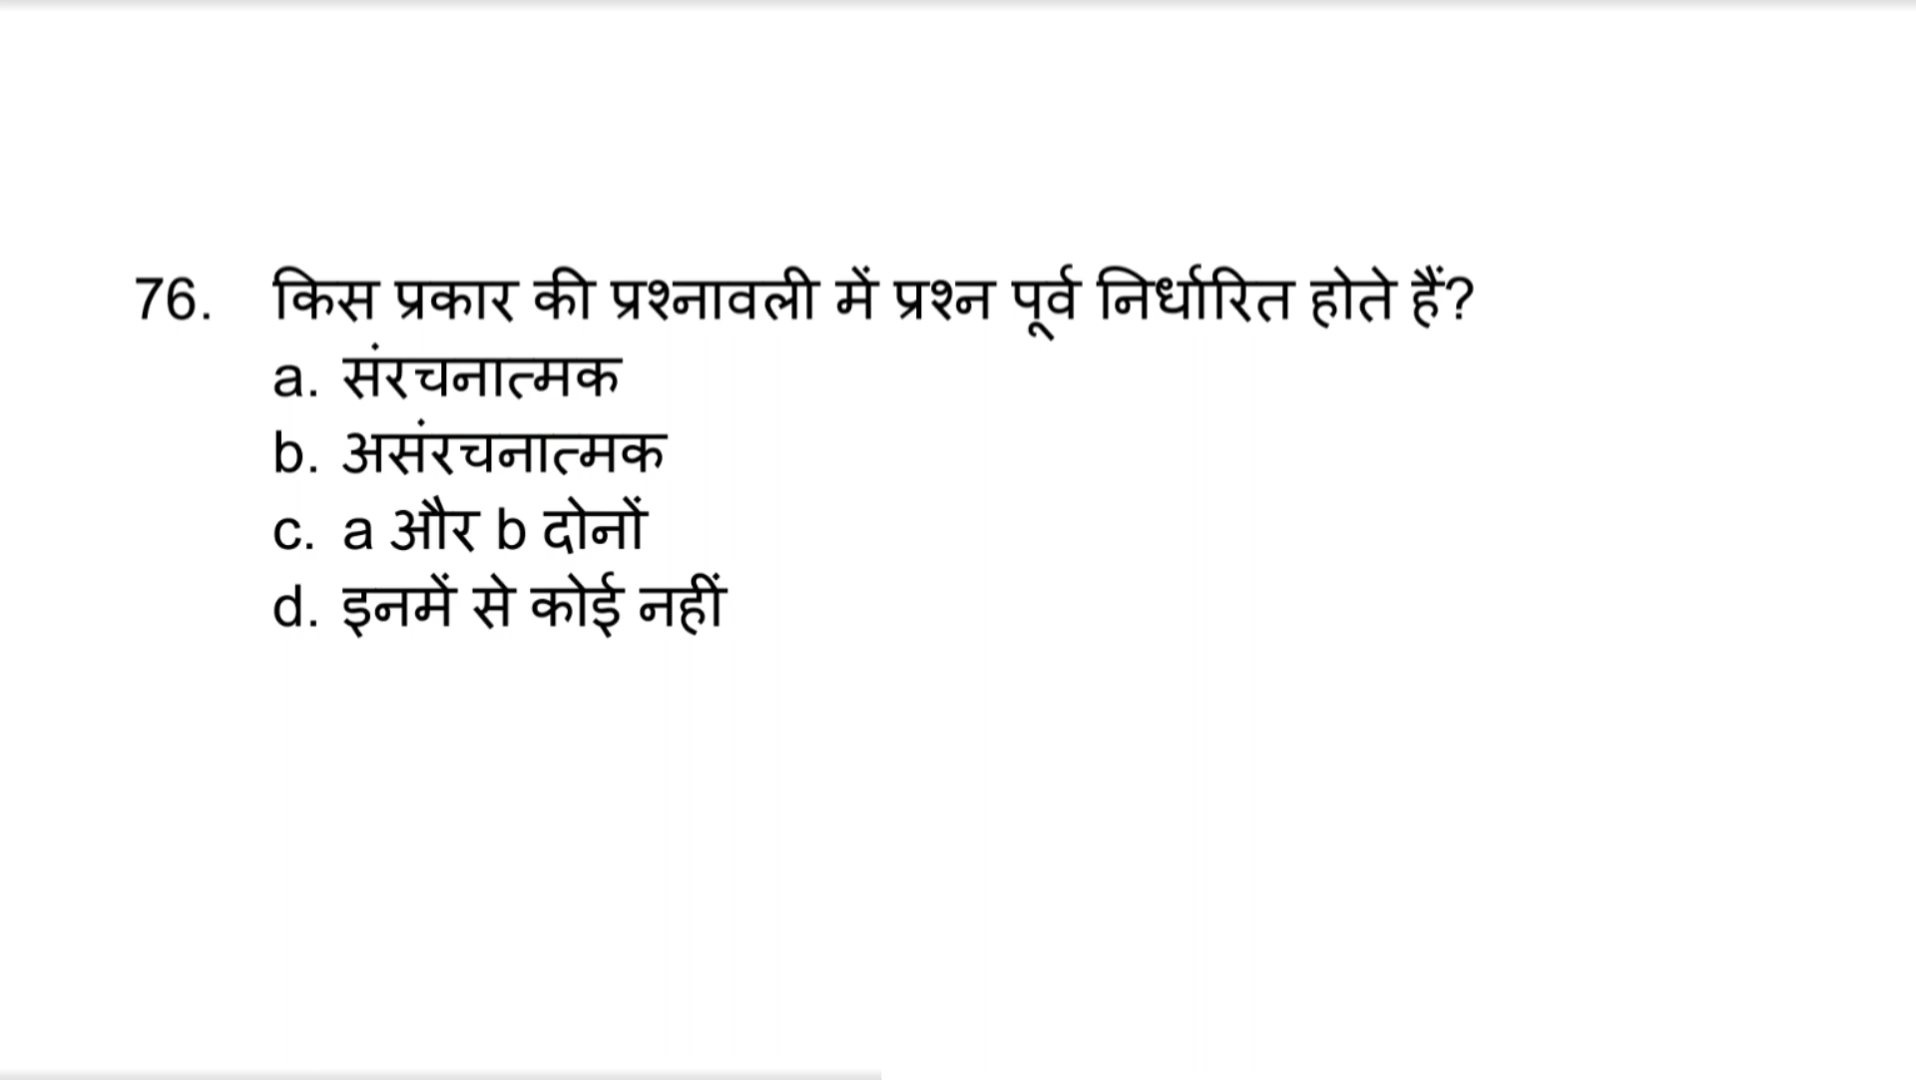 76. किस प्रकार की प्रश्नावली में प्रश्न पूर्व निर्धारित होते हैं?
a. संरचनात्मक
b. असंरचनात्मक
c. a और b दोनों
d. इनमें से कोई नहीं